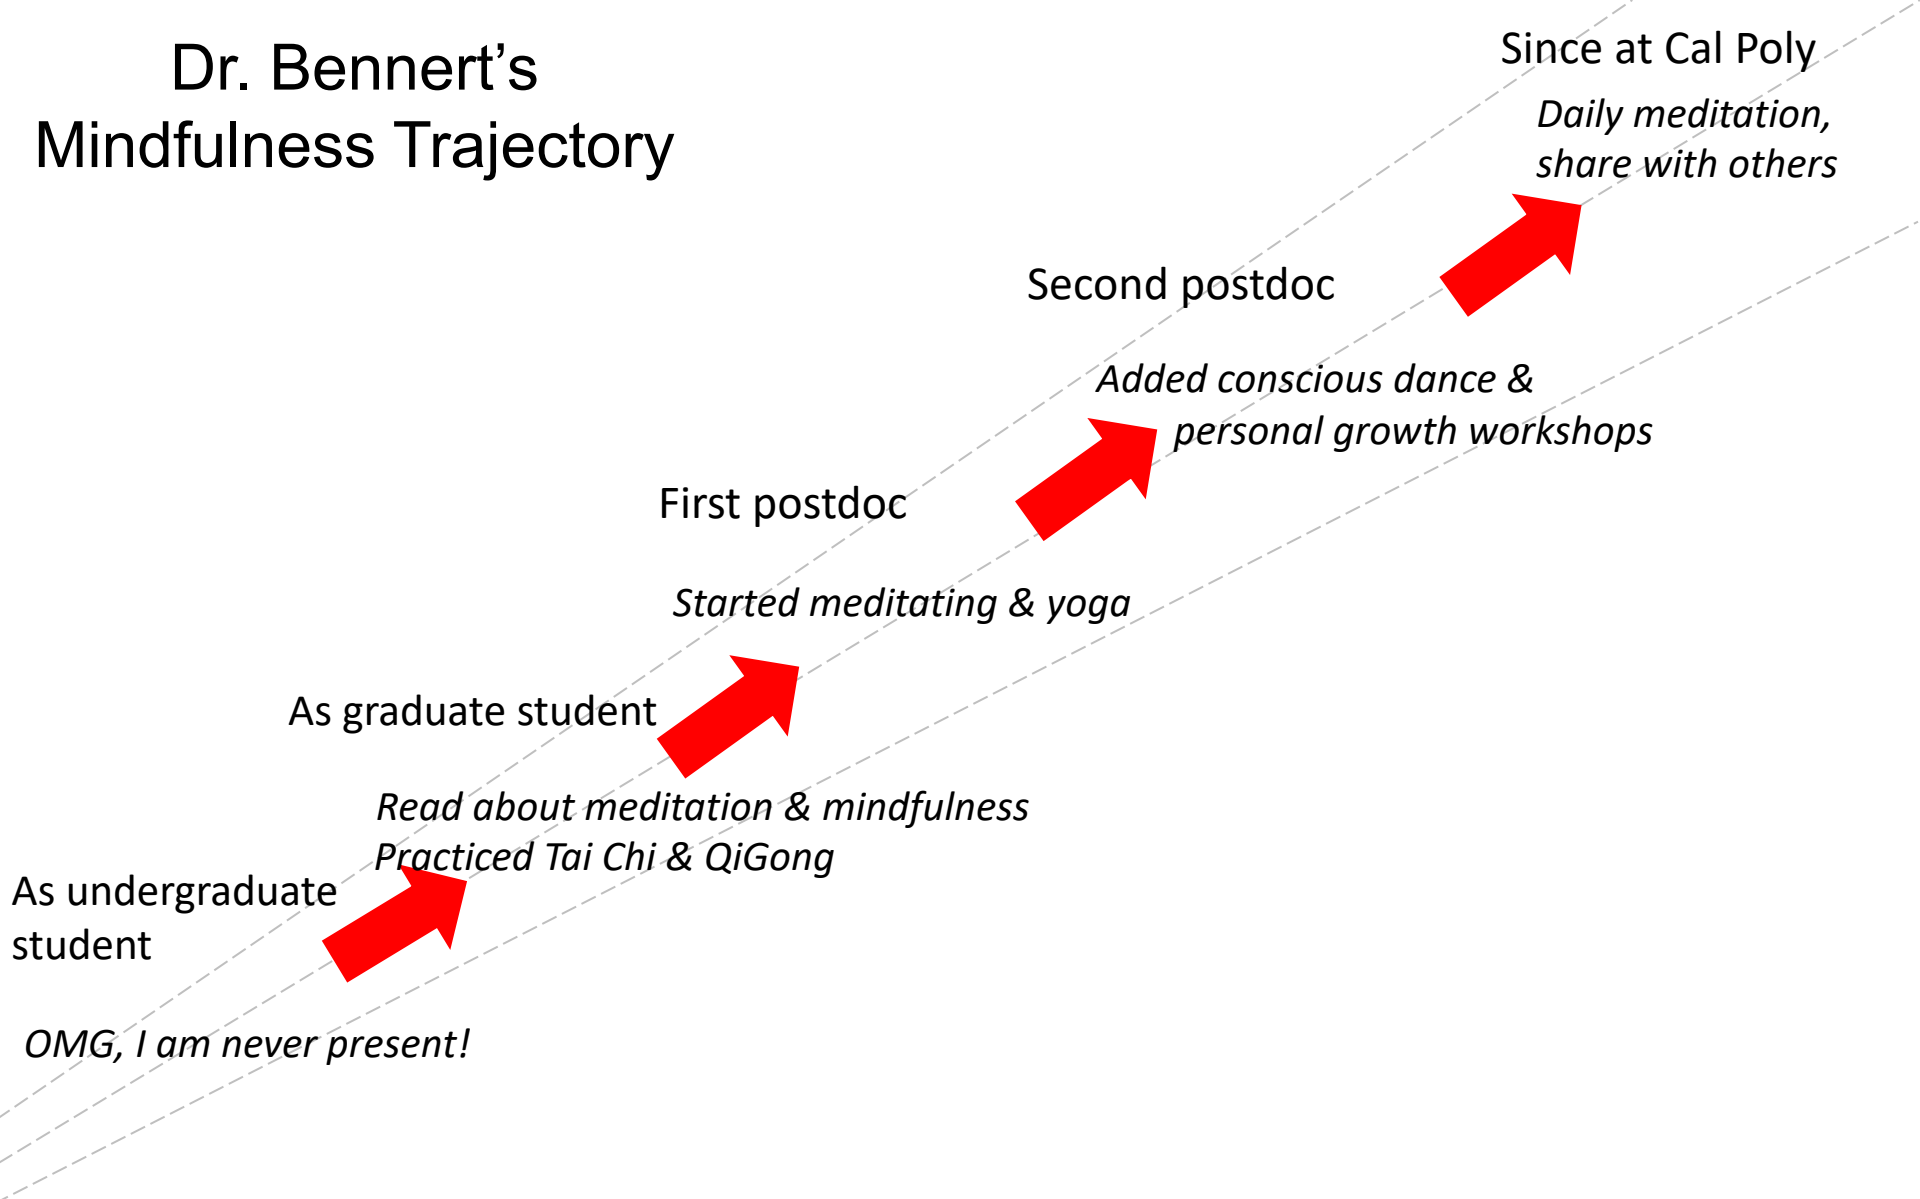 Dr. Bennert’s
Mindfulness Trajectory
As undergraduate
student
OMG, I am never present!
As graduate student
Read about meditation & mindfulness
Practiced Tai Chi & QiGong
First postdoc
Started meditating & yoga
Second postdoc
Added conscious dance &
personal growth workshops
Since at Cal Poly
Daily meditation,
share with others